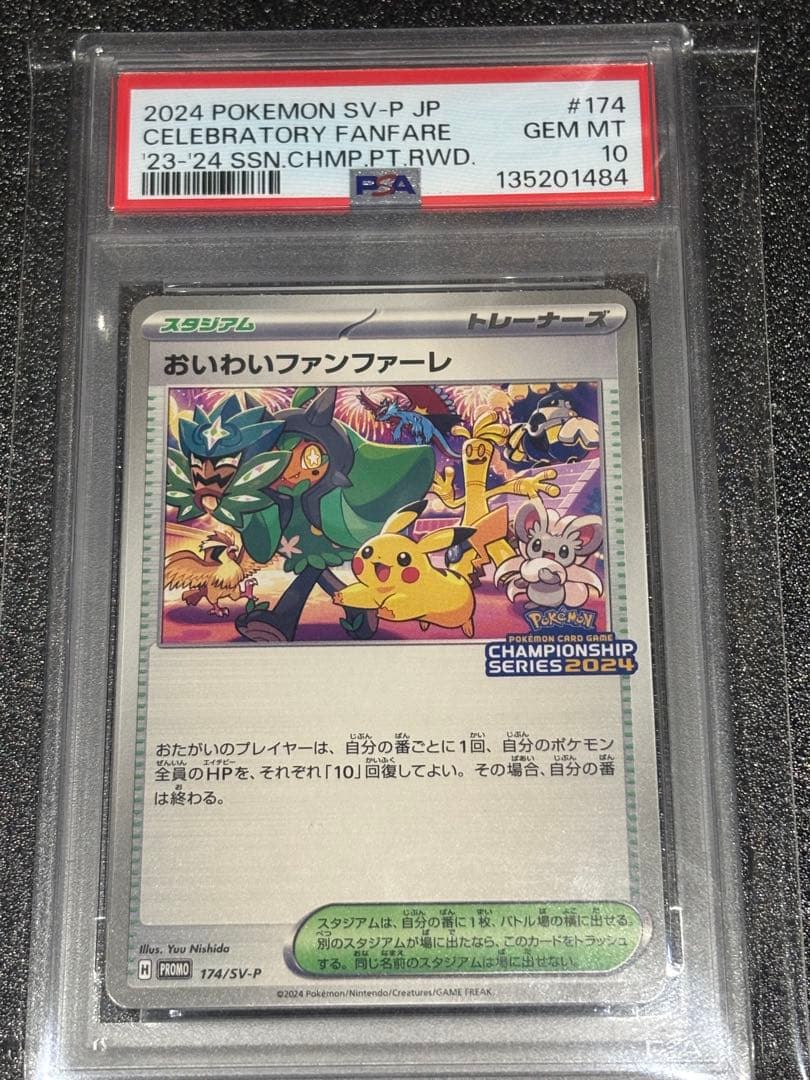 2024 POKEMON SV-P JP #174
CELEBRATORY FANFARE GEM MT
'23-'24 SSN.CHMP.PT.RWD. 10
PSA 135201484
スタジアム トレーナーズ
おいわいファンファーレ
POKÉMON
POKÉMON CARD GAME
CHAMPIONSHIP
SERIES 2024
おたがいのプレイヤーは、自分の番ごとに1回、自分のポケモン
全員のHPを、それぞれ「10」回復してよい。その場合、自分の番
は終わる。
スタジアムは、自分の番に1枚、バトル場の横に出せる。
別のスタジアムが場に出たなら、このカードをトラッシュ
する。同じ名前のスタジアムは場に出せない。
Illus. Yuu Nishida
H PROMO 174/SV-P
©2024 Pokémon/Nintendo/Creatures/GAME FREAK.